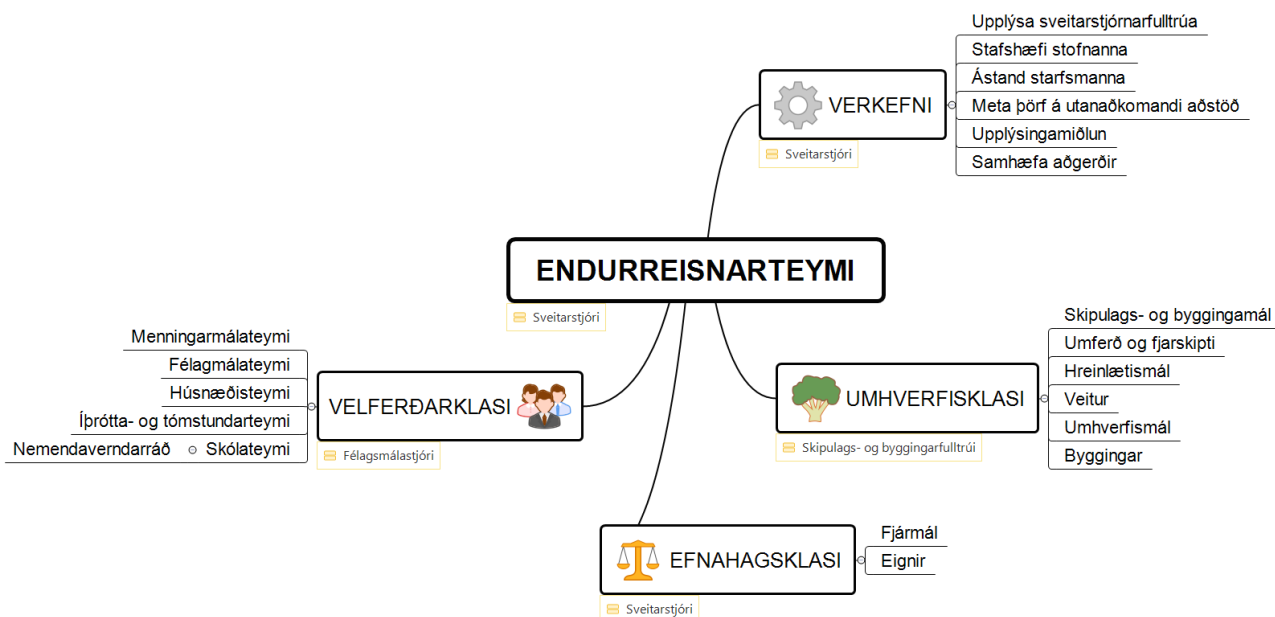 Upplýsa sveitarstjórnarfulltrúa
Stafshæfi stofnanna
Ástand starfsmanna
VERKEFNI
Meta þörf á utanaðkomandi aðstöð
Upplýsingamiðlun
Sveitarstjóri
Samhæfa aðgerðir
ENDURREISNARTEYMI
Sveitarstjóri
Menningarmálateymi
Félagmálateymi
Húsnæðisteymi
Íþrótta- og tómstundarteymi
Nemendaverndarráð
Skólateymi
VELFERÐARKLASI
Félagsmálastjóri
Skipulags- og byggingamál
Umferð og fjarskipti
Hreinlætismál
UMHVERFISKLASI
Veitur
Umhverfismál
Skipulags- og byggingarfulltrúi
Byggingar
EFNAHAGSKLASI
Fjármál
Eignir
Sveitarstjóri